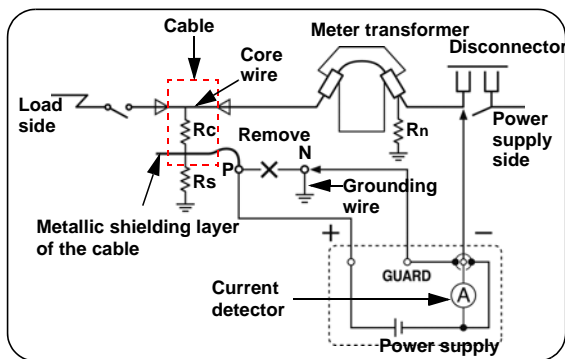 Cable
Meter transformer
Disconnector
Core
wire
Load
side
Power
supply
side
Rc
Remove
Rn
N
P
Rs
Grounding
wire
Metallic shielding layer
of the cable
+
−
GUARD
Current
detector
A
Power supply